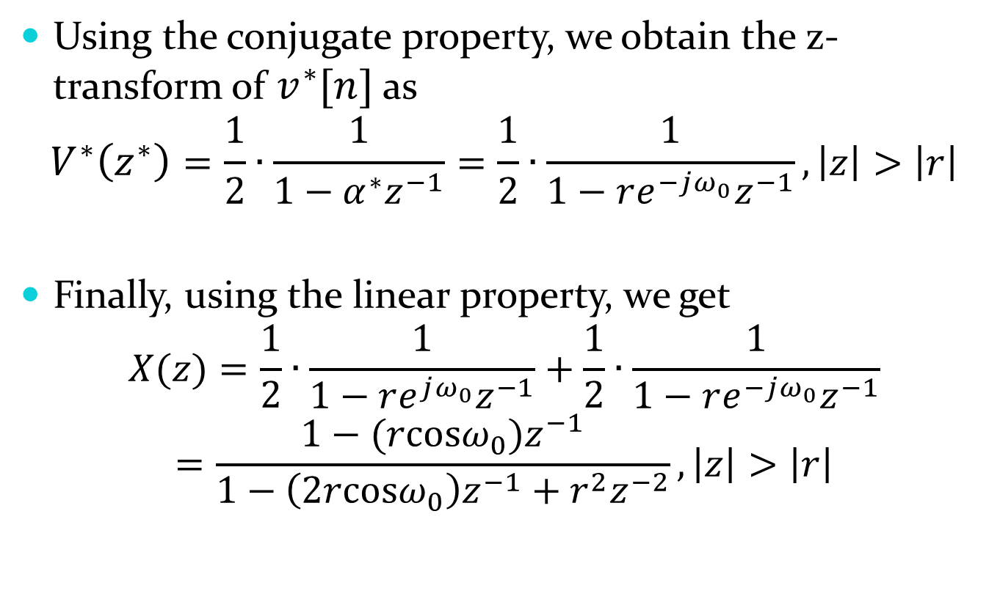 • Using the conjugate property, we obtain the z-
transform of $v^*[n]$ as
$V^*(z^*) = \frac{1}{2} \cdot \frac{1}{1 - \alpha^* z^{-1}} = \frac{1}{2} \cdot \frac{1}{1 - re^{-j\omega_0} z^{-1}}, |z| > |r|$
• Finally, using the linear property, we get
$X(z) = \frac{1}{2} \cdot \frac{1}{1 - re^{j\omega_0} z^{-1}} + \frac{1}{2} \cdot \frac{1}{1 - re^{-j\omega_0} z^{-1}}$
$= \frac{1 - (r\cos\omega_0)z^{-1}}{1 - (2r\cos\omega_0)z^{-1} + r^2 z^{-2}}, |z| > |r|$